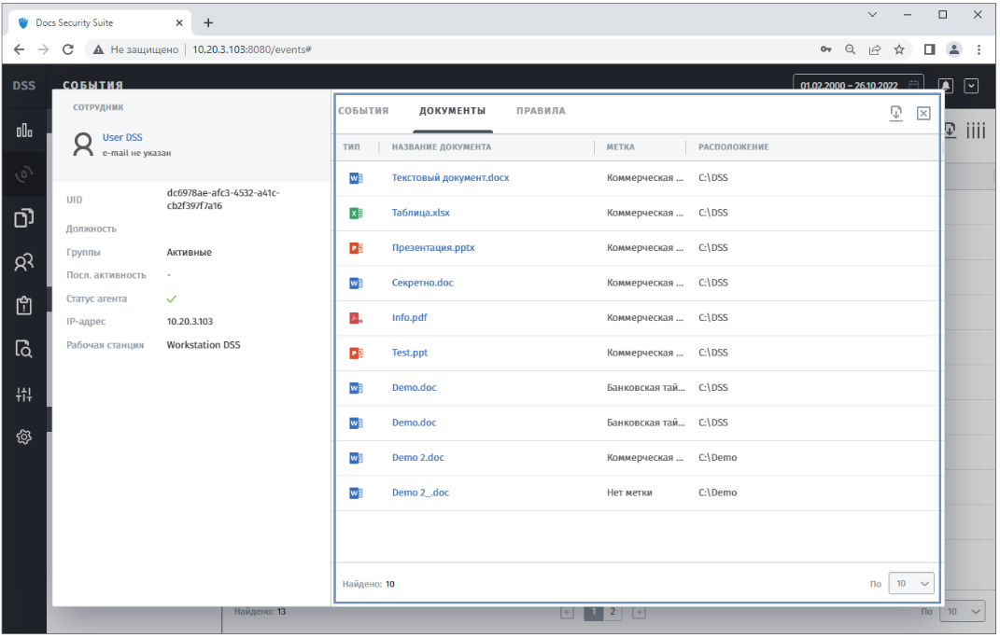 Docs Security Suite
Не защищено 10.20.3.103:8080/events#
DSS СОБЫТИЯ 01.02.2000 – 26.10.2022
СОТРУДНИК
User DSS
e-mail не указан
UID dc6978ae-afc3-4532-a41c-
cb2f397f7a16
Должность
Группы Активные
Посл. активность -
Статус агента
IP-адрес 10.20.3.103
Рабочая станция Workstation DSS
СОБЫТИЯ ДОКУМЕНТЫ ПРАВИЛА
ТИП НАЗВАНИЕ ДОКУМЕНТА МЕТКА РАСПОЛОЖЕНИЕ
Текстовый документ.docx Коммерческая ... C:\DSS
Таблица.xlsx Коммерческая ... C:\DSS
Презентация.pptx Коммерческая ... C:\DSS
Секретно.doc Коммерческая ... C:\DSS
Info.pdf Коммерческая ... C:\DSS
Test.ppt Коммерческая ... C:\DSS
Demo.doc Банковская тай... C:\DSS
Demo.doc Банковская тай... C:\DSS
Demo 2.doc Коммерческая ... C:\Demo
Demo 2_.doc Нет метки C:\Demo
Найдено: 10 По 10
Найдено: 13 1 2 По 10